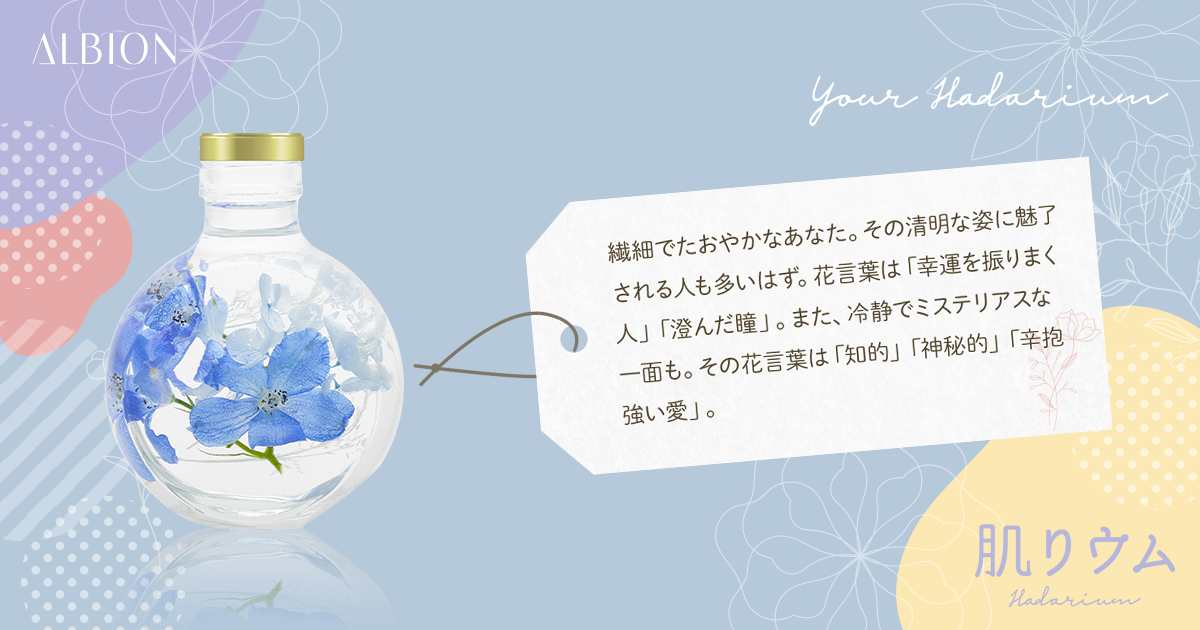 ALBION
Your Hadarium
繊細でたおやかなあなた。その清明な姿に魅了
される人も多いはず。花言葉は「幸運を振りまく
人」「澄んだ瞳」。また、冷静でミステリアスな
一面も。その花言葉は「知的」「神秘的」「辛抱
強い愛」。
肌りウム
Hadarium